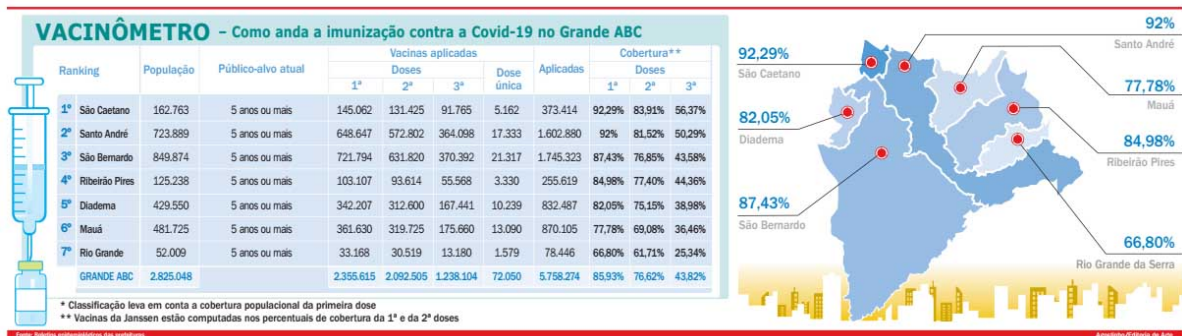 VACINÔMETRO – Como anda a imunização contra a Covid-19 no Grande ABC
Ranking População Público-alvo atual Vacinas aplicadas Aplicadas Cobertura**
Doses Dose única Doses
1ª 2ª 3ª 1ª 2ª 3ª
1º São Caetano 162.763 5 anos ou mais 145.062 131.425 91.765 5.162 373.414 92,29% 83,91% 56,37%
2º Santo André 723.889 5 anos ou mais 648.647 572.802 364.098 17.333 1.602.880 92% 81,52% 50,29%
3º São Bernardo 849.874 5 anos ou mais 721.794 631.820 370.392 21.317 1.745.323 87,43% 76,85% 43,58%
4º Ribeirão Pires 125.238 5 anos ou mais 103.107 93.614 55.568 3.330 255.619 84,98% 77,40% 44,36%
5º Diadema 429.550 5 anos ou mais 342.207 312.600 167.441 10.239 832.487 82,05% 75,15% 38,98%
6º Mauá 481.725 5 anos ou mais 361.630 319.725 175.660 13.090 870.105 77,78% 69,08% 36,46%
7º Rio Grande 52.009 5 anos ou mais 33.168 30.519 13.180 1.579 78.446 66,80% 61,71% 25,34%
GRANDE ABC 2.825.048 2.355.615 2.092.505 1.238.104 72.050 5.758.274 85,93% 76,62% 43,82%
* Classificação leva em conta a cobertura populacional da primeira dose
** Vacinas da Janssen estão computadas nos percentuais de cobertura da 1ª e da 2ª doses
Fonte: Boletins epidemiológicos das prefeituras
92,29%
São Caetano
82,05%
Diadema
87,43%
São Bernardo
92%
Santo André
77,78%
Mauá
84,98%
Ribeirão Pires
66,80%
Rio Grande da Serra